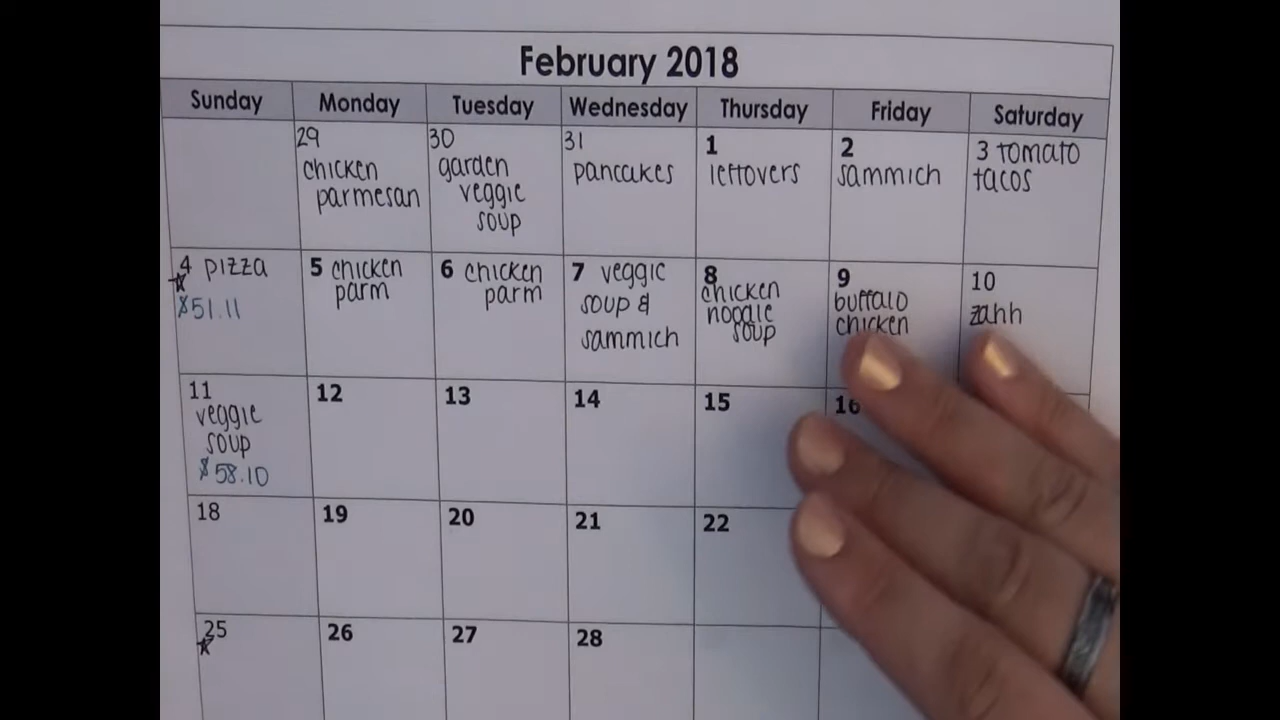 February 2018
Sunday Monday Tuesday Wednesday Thursday Friday Saturday
29
chicken
parmesan
30
garden
veggie
soup
31
pancakes
1
leftovers
2
sammich
3 tomato
tacos
4 pizza
$51.11
5 chicken
parm
6 chicken
parm
7 veggie
soup &
sammich
8
chicken
noodle
soup
9
buffalo
chicken
10
zahh
11
veggie
soup
$58.10
12
13
14
15
16
18
19
20
21
22
25
26
27
28